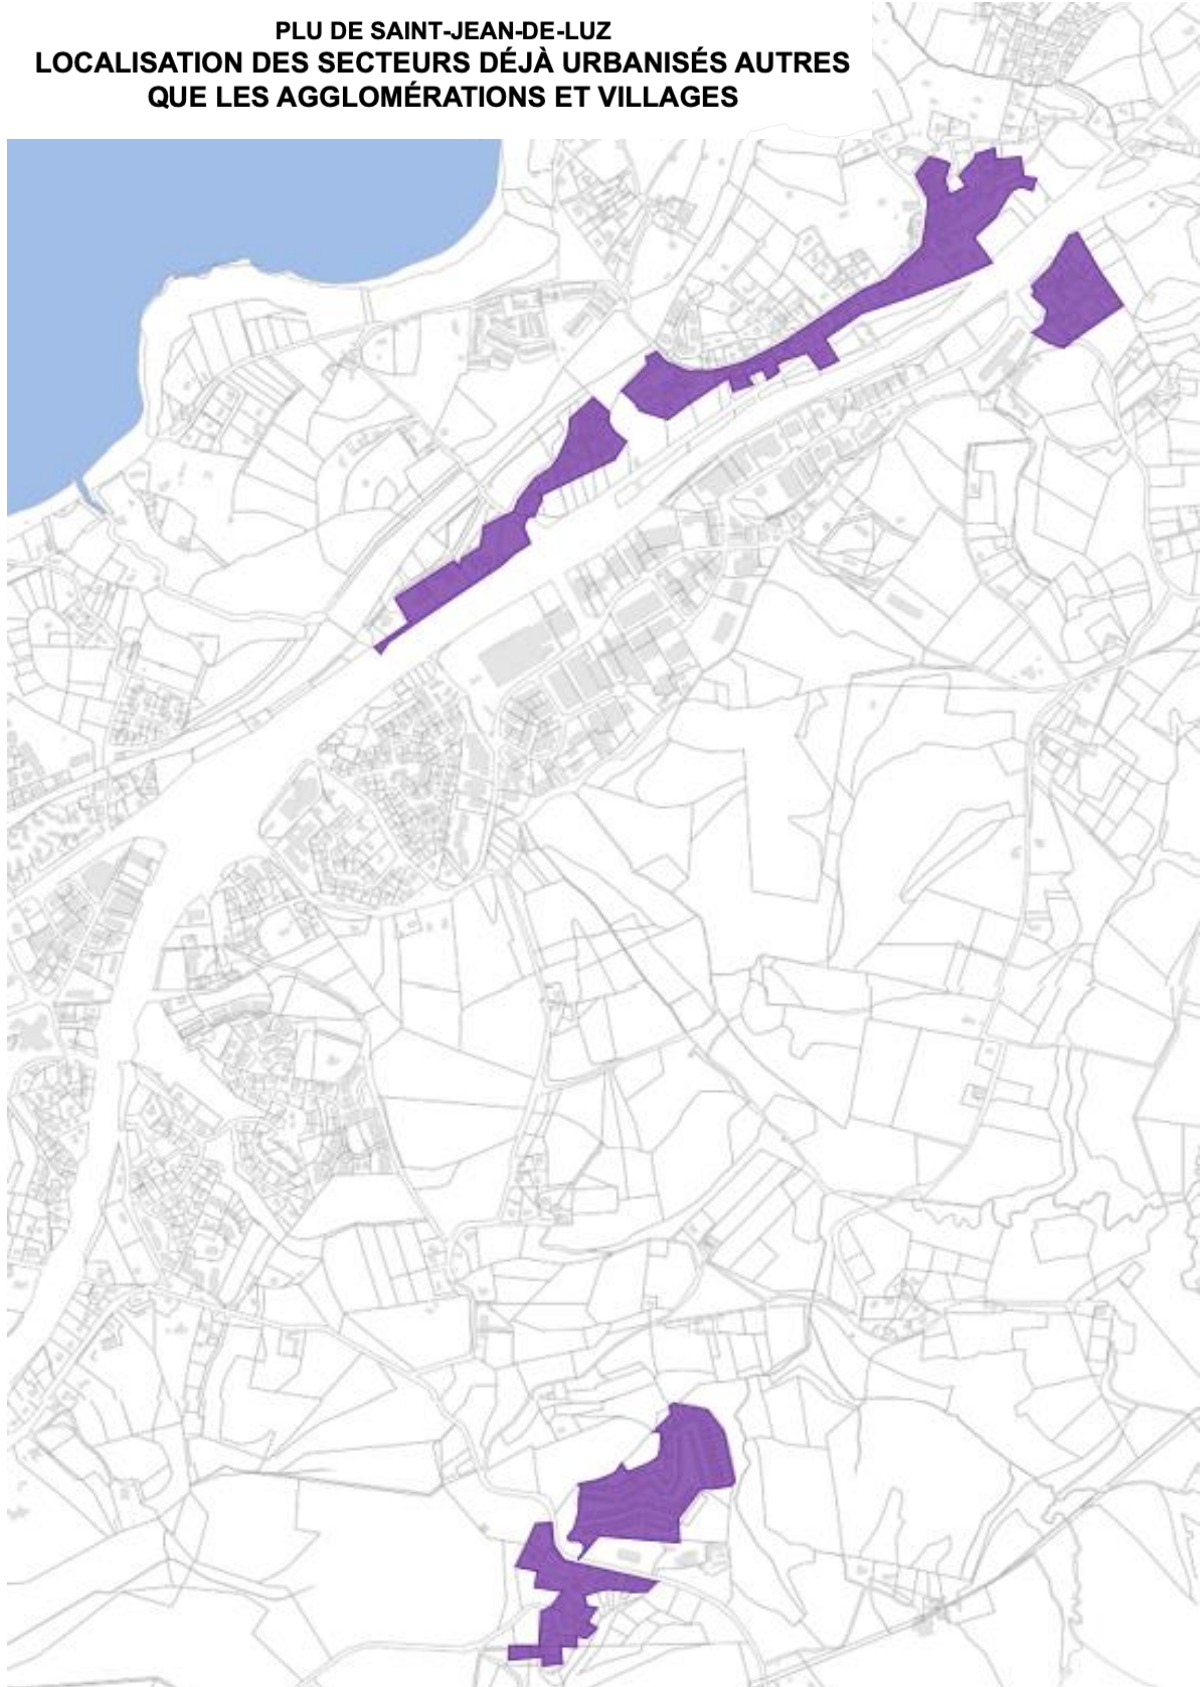 PLU DE SAINT-JEAN-DE-LUZ
LOCALISATION DES SECTEURS DÉJÀ URBANISÉS AUTRES
QUE LES AGGLOMÉRATIONS ET VILLAGES